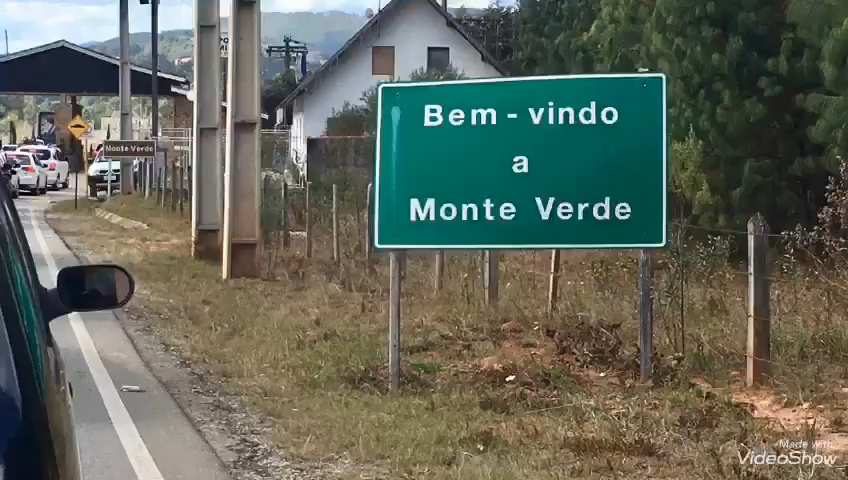 Bem - vindo
a
Monte Verde
Monte Verde
Made with
VideoShow